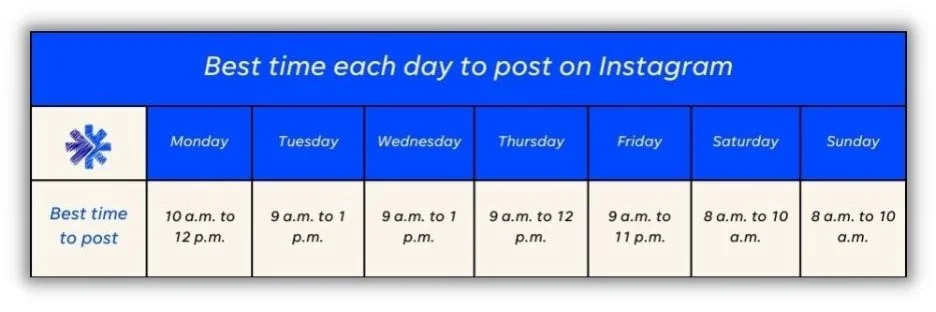 Best time each day to post on Instagram
Monday Tuesday Wednesday Thursday Friday Saturday Sunday
Best time
to post
10 a.m. to
12 p.m.
9 a.m. to 1
p.m.
9 a.m. to 1
p.m.
9 a.m. to 12
p.m.
9 a.m. to
11 p.m.
8 a.m. to 10
a.m.
8 a.m. to 10
a.m.